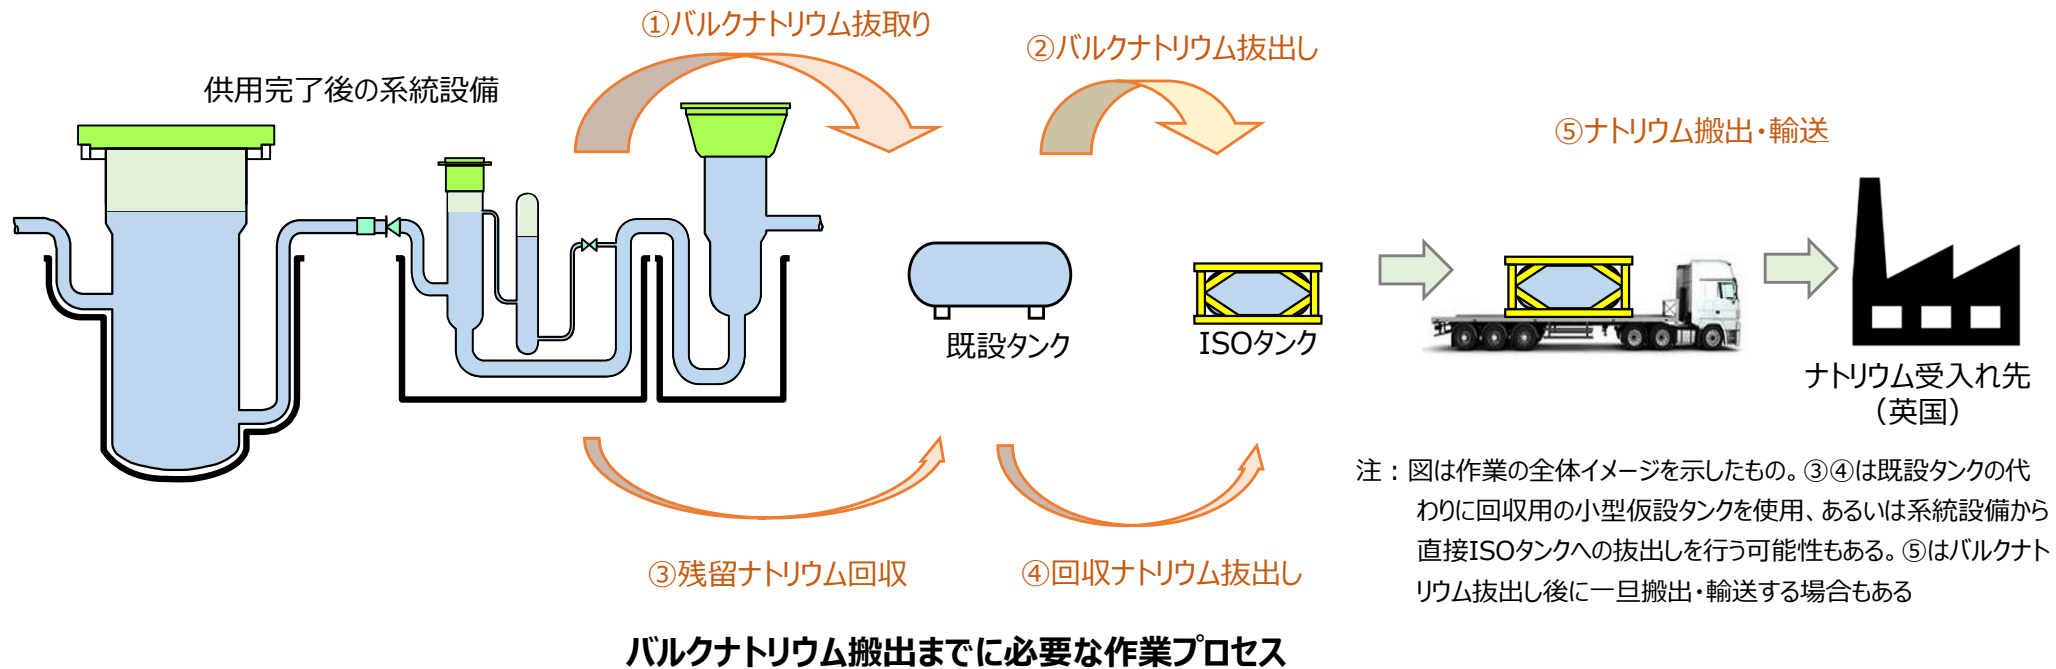 ①バルクナトリウム抜取り
②バルクナトリウム抜出し
供用完了後の系統設備
⑤ナトリウム搬出・輸送
既設タンク
ISOタンク
ナトリウム受入れ先
（英国）
③残留ナトリウム回収
④回収ナトリウム抜出し
注：図は作業の全体イメージを示したもの。③④は既設タンクの代
わりに回収用の小型仮設タンクを使用、あるいは系統設備から
直接ISOタンクへの抜出しを行う可能性もある。⑤はバルクナト
リウム抜出し後に一旦搬出・輸送する場合もある
バルクナトリウム搬出までに必要な作業プロセス